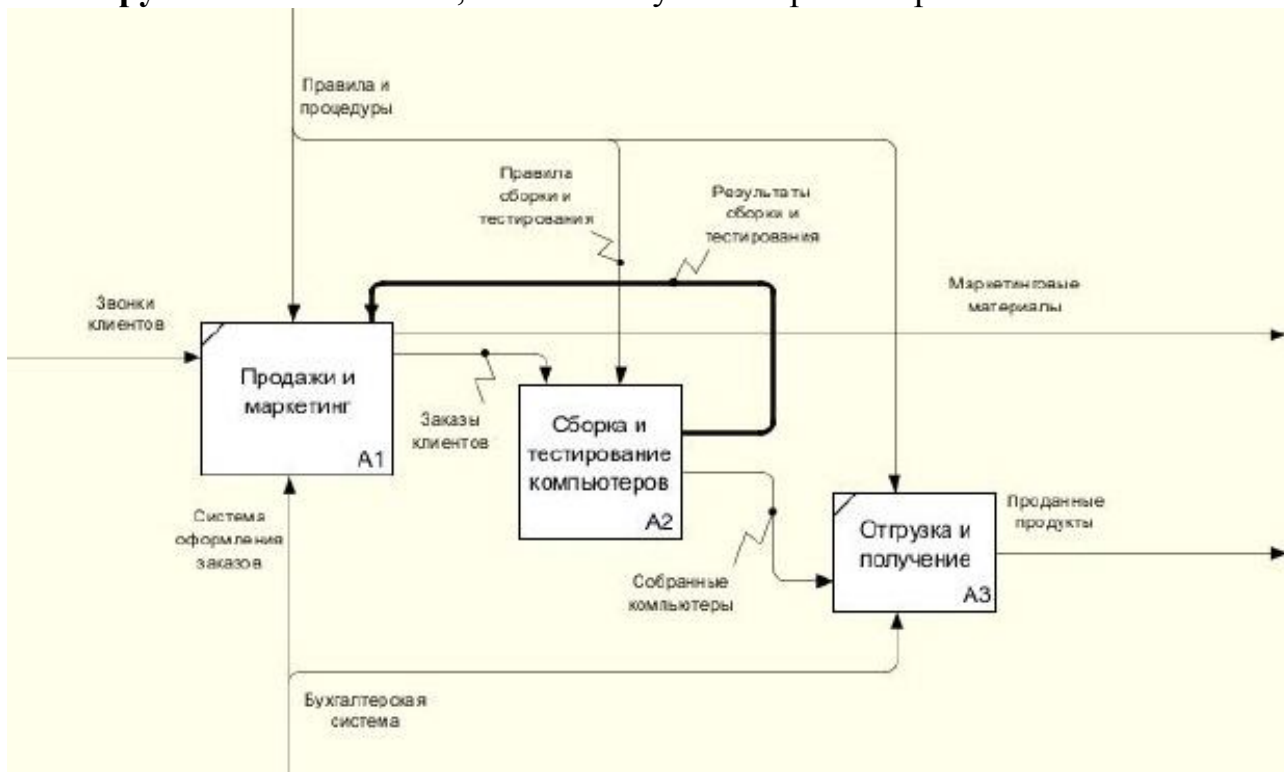 Правила и
процедуры
Правила
сборки и
тестирования
Результаты
сборки и
тестирования
Маркетинговые
материалы
Звонки
клиентов
Продажи и
маркетинг
A1
Заказы
клиентов
Сборка и
тестирование
компьютеров
A2
Система
оформления
заказов
Отгрузка и
получение
A3
Проданные
продукты
Собранные
компьютеры
Бухгалтерская
система